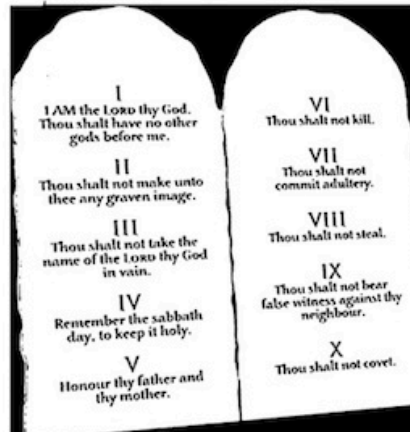 I
I AM the LORD thy God.
Thou shalt have no other
gods before me.
II
Thou shalt not make unto
thee any graven image.
III
Thou shalt not take the
name of the LORD thy God
in vain.
IV
Remember the sabbath
day, to keep it holy.
V
Honour thy father and
thy mother.
VI
Thou shalt not kill.
VII
Thou shalt not
commit adultery.
VIII
Thou shalt not steal.
IX
Thou shalt not bear
false witness against thy
neighbour.
X
Thou shalt not covet.